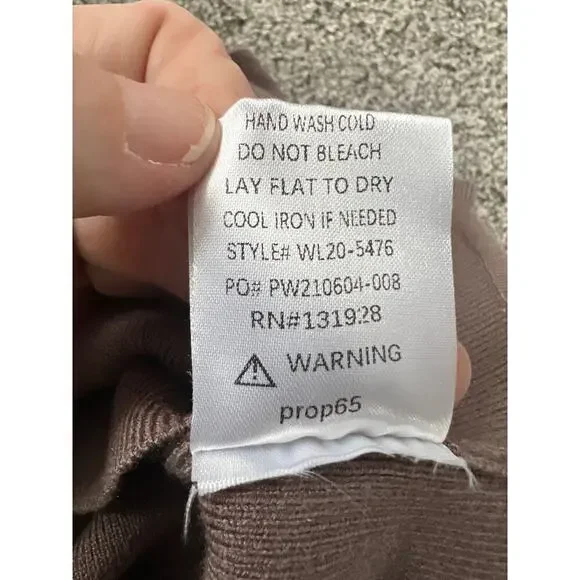 HAND WASH COLD
DO NOT BLEACH
LAY FLAT TO DRY
COOL IRON IF NEEDED
STYLE# WL20-5476
PO# PW210604-008
RN#131928
WARNING
prop65